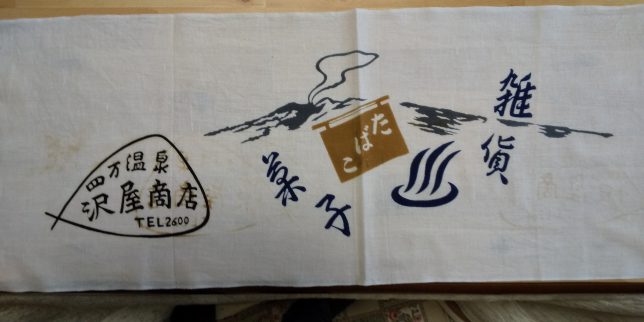 雑貨
たばこ
菓子
四万温泉
沢屋商店
TEL2600